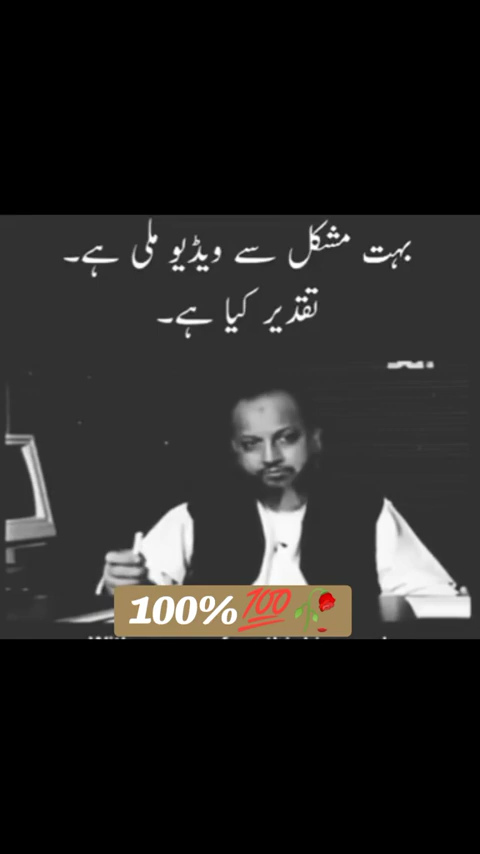 بہت مشکل سے ویڈیو ملی ہے۔
تقدیر کیا ہے۔
100%💯🥀